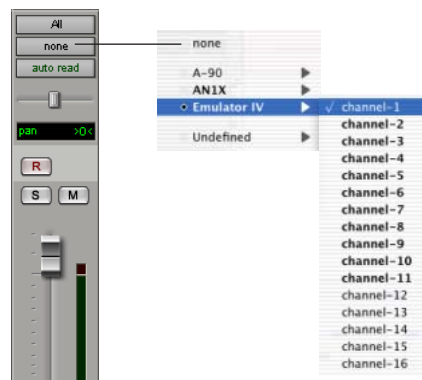 All
none
auto read
pan >0<
R
S M
none
A-90
AN1X
Emulator IV
Undefined
✓ channel-1
channel-2
channel-3
channel-4
channel-5
channel-6
channel-7
channel-8
channel-9
channel-10
channel-11
channel-12
channel-13
channel-14
channel-15
channel-16